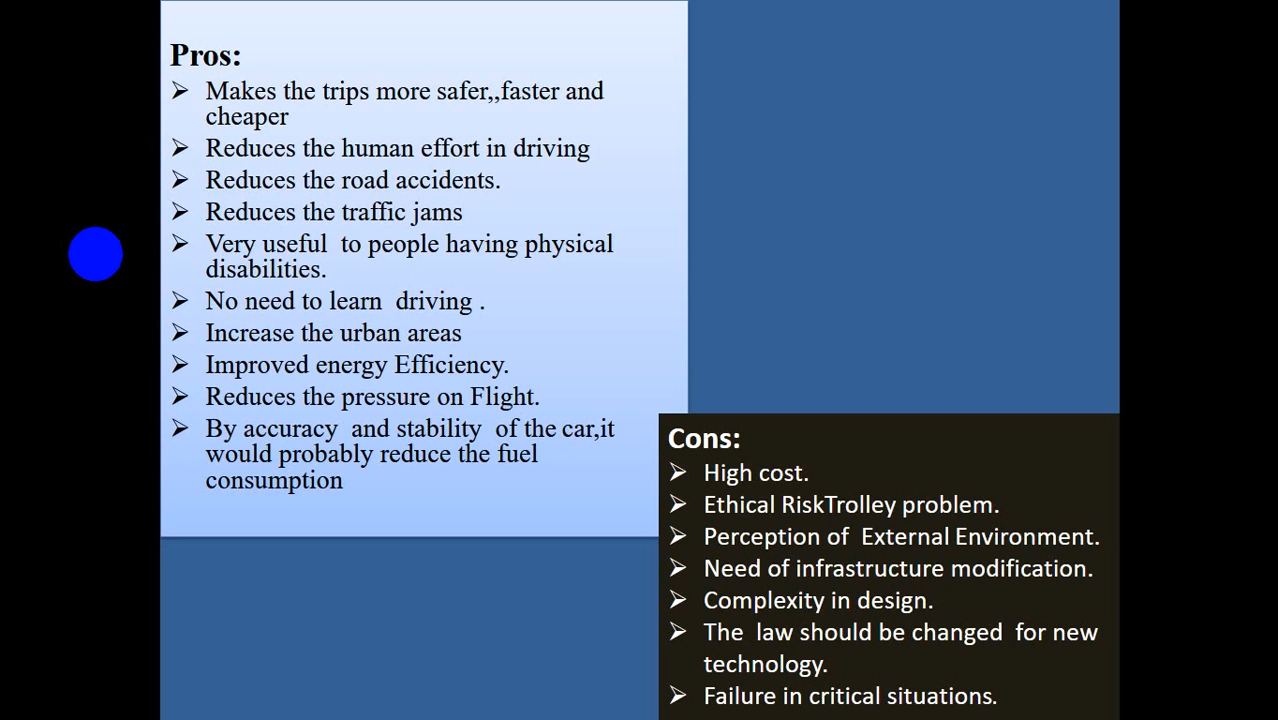 Pros:
➢ Makes the trips more safer,,faster and
cheaper
➢ Reduces the human effort in driving
➢ Reduces the road accidents.
➢ Reduces the traffic jams
➢ Very useful  to people having physical
disabilities.
➢ No need to learn  driving .
➢ Increase the urban areas
➢ Improved energy Efficiency.
➢ Reduces the pressure on Flight.
➢ By accuracy  and stability  of the car,it
would probably reduce the fuel
consumption
Cons:
➢ High cost.
➢ Ethical RiskTrolley problem.
➢ Perception of  External Environment.
➢ Need of infrastructure modification.
➢ Complexity in design.
➢ The  law should be changed  for new
technology.
➢ Failure in critical situations.